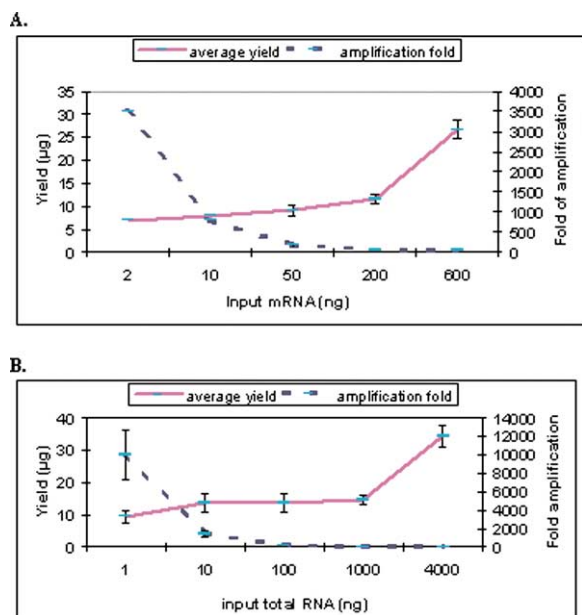 A.
average yield amplification fold
35 4000
30 3500
25 3000
20 2500
15 2000
10 1500
5 1000
0 500
0
Yield (µg)
Fold of amplification
2 10 50 200 600
Input mRNA (ng)
B.
average yield amplification fold
40 14000
30 12000
20 10000
10 8000
0 6000
4000
2000
0
Yield (µg)
Fold amplification
1 10 100 1000 4000
input total RNA (ng)